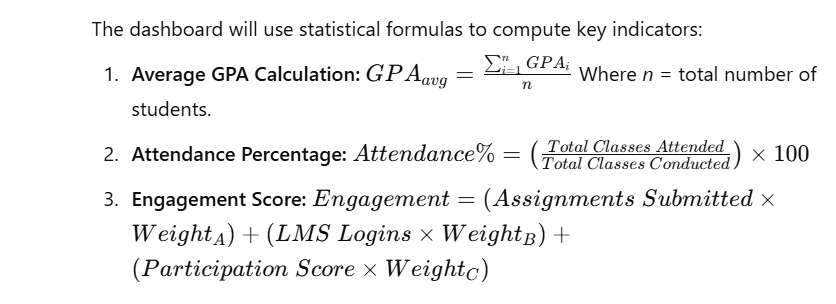 The dashboard will use statistical formulas to compute key indicators:
1. Average GPA Calculation: $GPA_{avg} = \frac{\sum_{i=1}^{n} GPA_i}{n}$ Where $n$ = total number of
students.
2. Attendance Percentage: $Attendance\% = \left(\frac{Total\ Classes\ Attended}{Total\ Classes\ Conducted}\right) \times 100$
3. Engagement Score: $Engagement = (Assignments\ Submitted \times$
$Weight_A) + (LMS\ Logins \times Weight_B) +$
$(Participation\ Score \times Weight_C)$